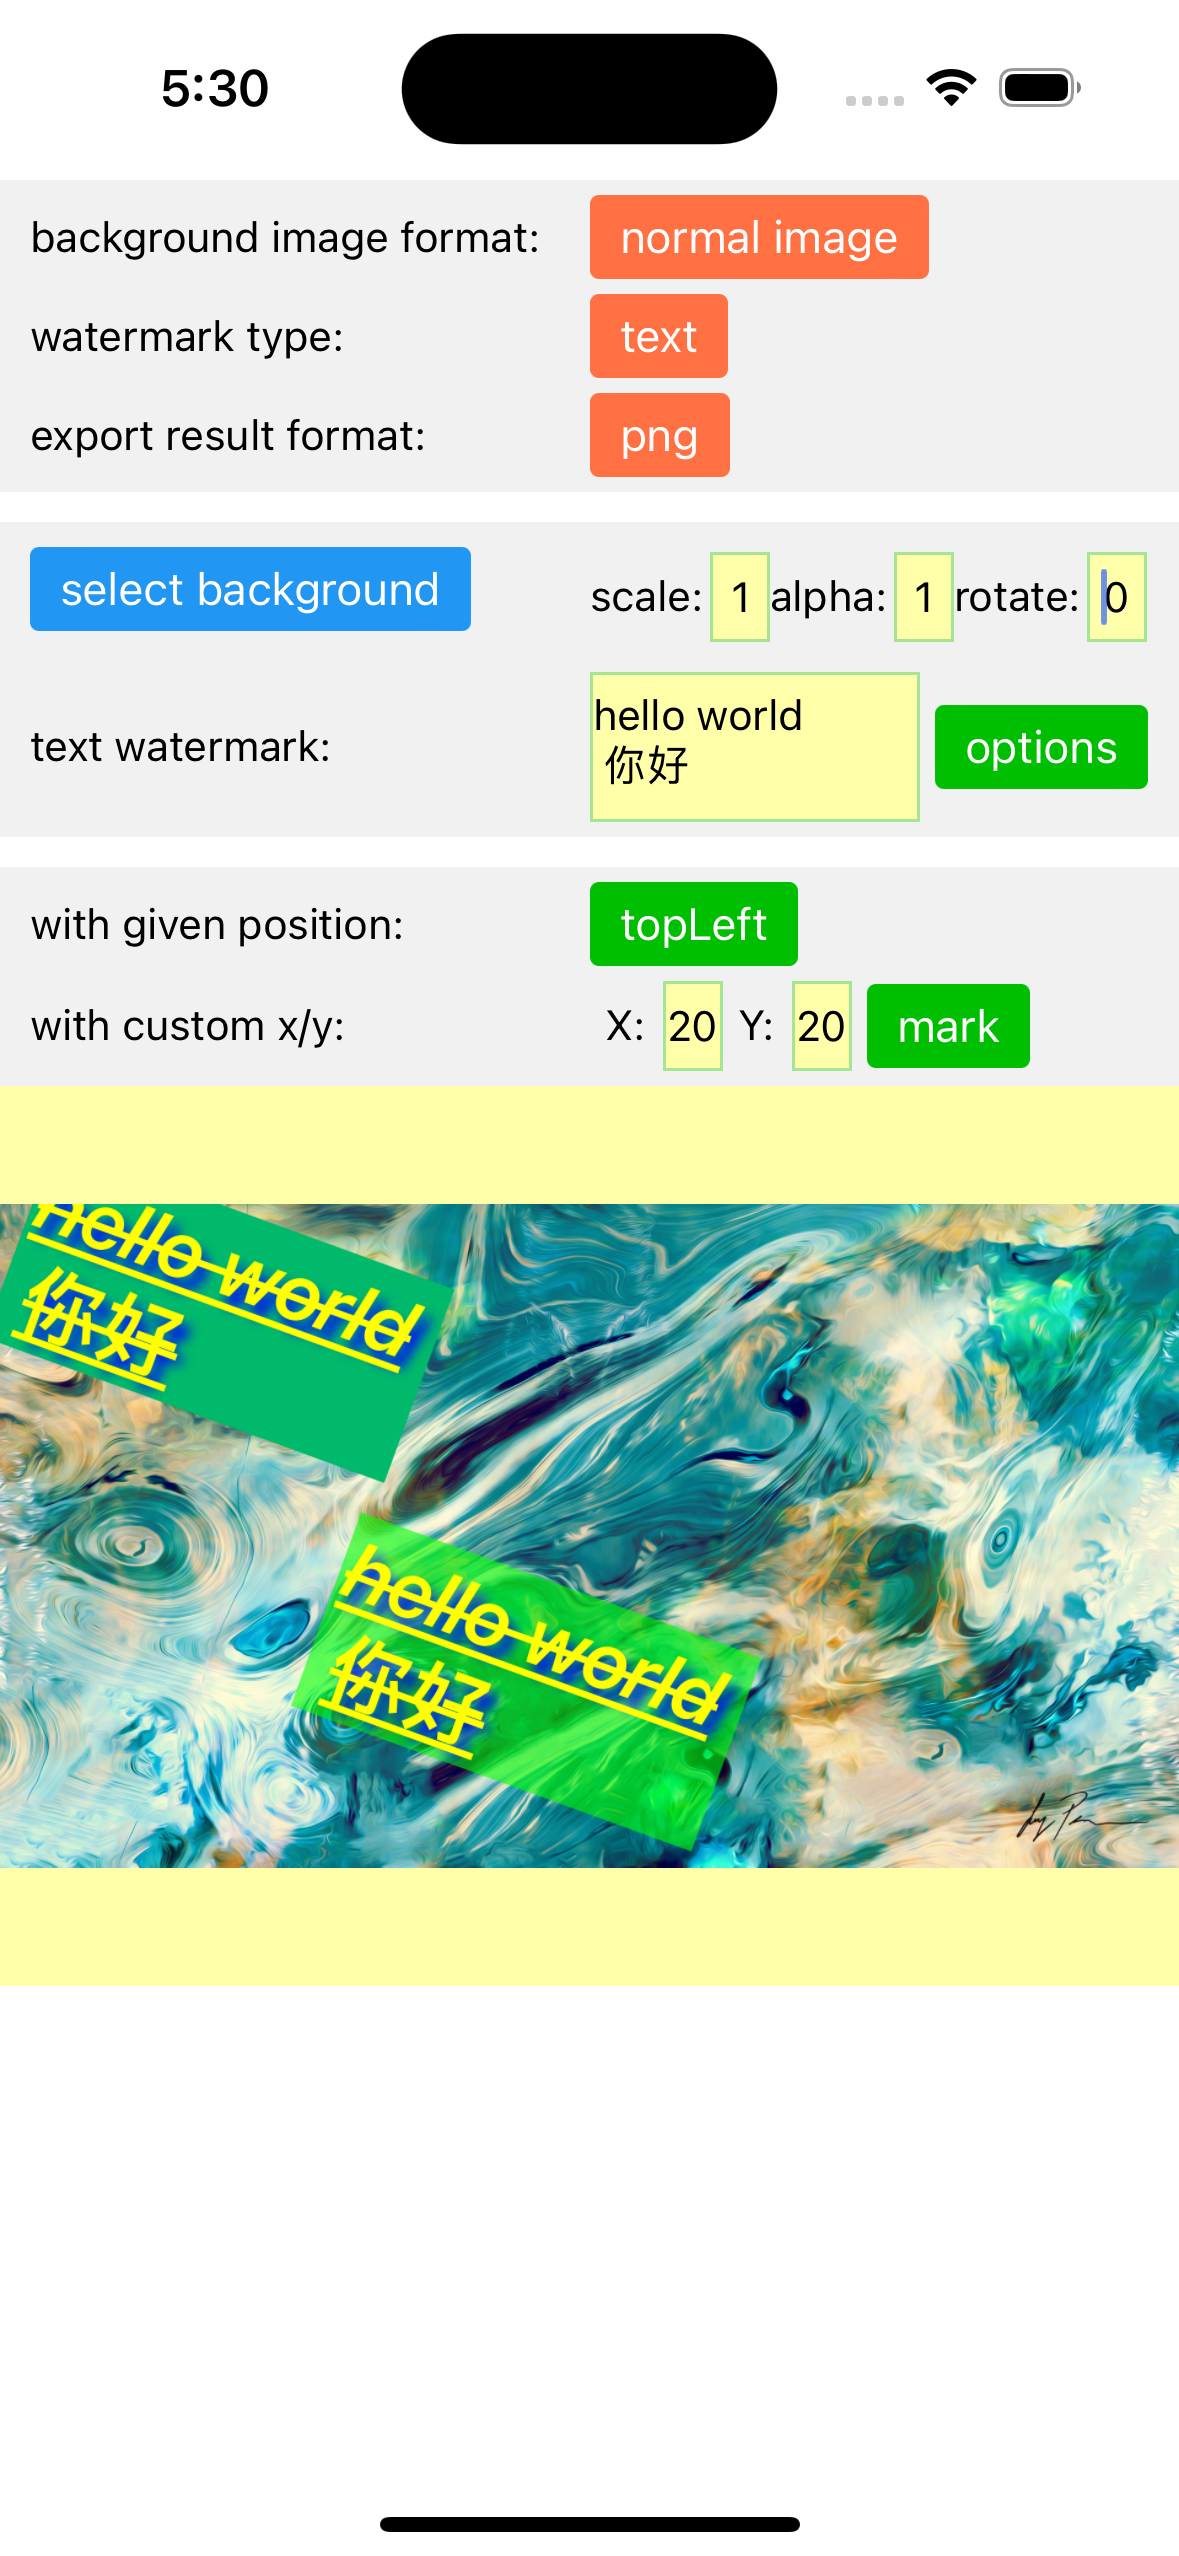 5:30
background image format: normal image
watermark type: text
export result format: png
select background scale: 1 alpha: 1 rotate: 0
text watermark: hello world
你好
options
with given position: topLeft
with custom x/y: X: 20 Y: 20 mark
hello world
你好
hello world
你好